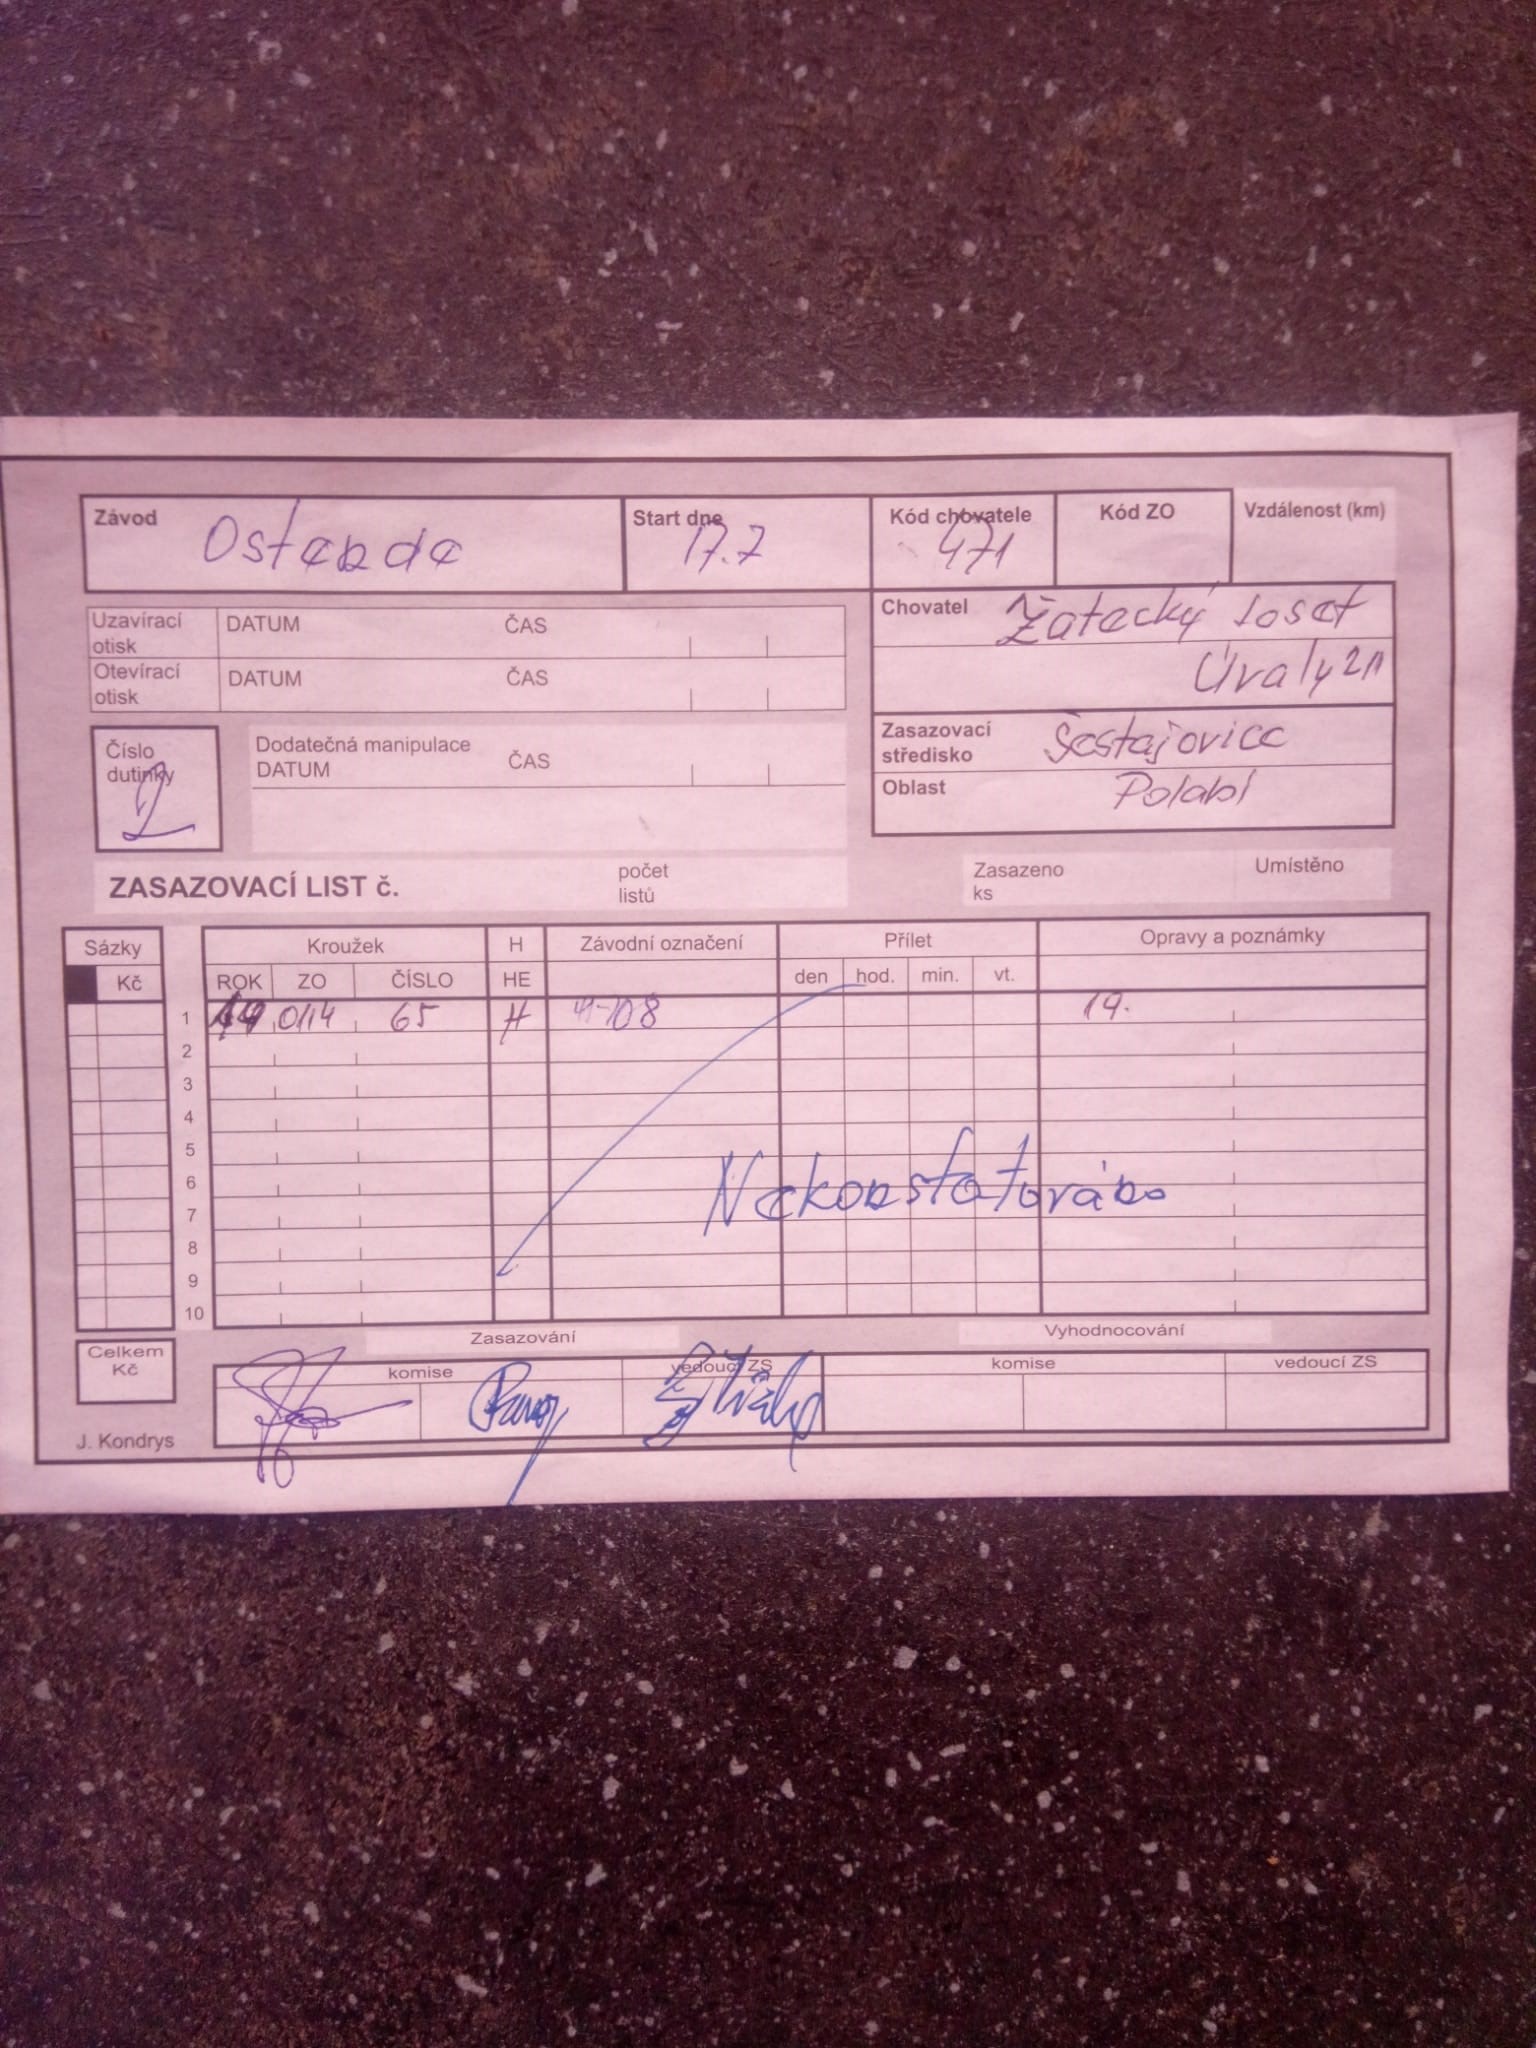 Závod Ostende Start dne 17.7 Kód chovatele 471 Kód ZO Vzdálenost (km)
Uzavírací otisk DATUM ČAS
Otevírací otisk DATUM ČAS
Chovatel Žatecký Josef
Úvaly 211
Číslo dutinky 2
Dodatečná manipulace
DATUM ČAS
Zasazovací středisko Šestajovice
Oblast Polabí
ZASAZOVACÍ LIST č. počet listů Zasazeno ks Umístěno
Sázky Kroužek H Závodní označení Přílet Opravy a poznámky
Kč ROK ZO ČÍSLO HE den hod. min. vt.
1 0114 65 H 19.
2
3
4
5
6 Nekonstatováno
7
8
9
10
Celkem Kč
Zasazování Vyhodnocování
komise vedoucí ZS komise vedoucí ZS
J. Kondrys